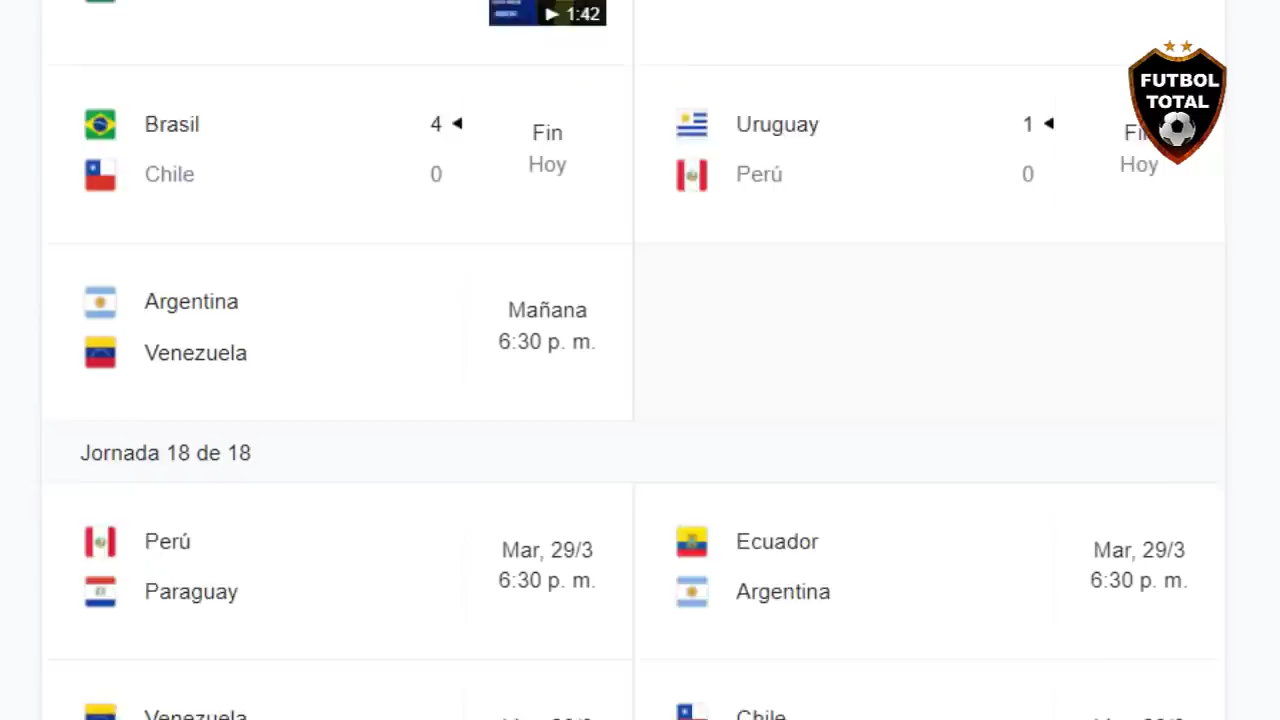 1:42
FUTBOL
TOTAL
Brasil 4
Chile 0
Fin
Hoy
Uruguay 1
Perú 0
Fin
Hoy
Argentina
Venezuela
Mañana
6:30 p. m.
Jornada 18 de 18
Perú
Paraguay
Mar, 29/3
6:30 p. m.
Ecuador
Argentina
Mar, 29/3
6:30 p. m.
Venezuela
Chile